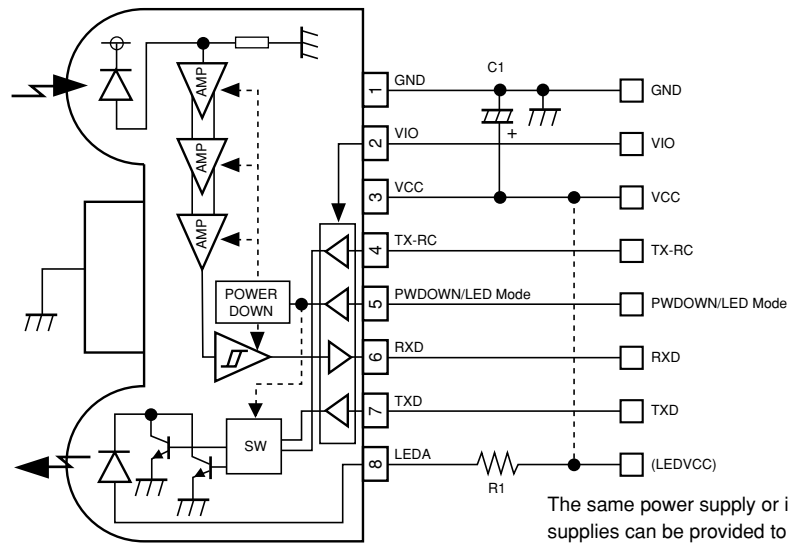 C1
1 GND GND
2 VIO VIO
+
3 VCC VCC
4 TX-RC TX-RC
5 PWDOWN/LED Mode PWDOWN/LED Mode
6 RXD RXD
7 TXD TXD
8 LEDA (LEDVCC)
R1
AMP
AMP
AMP
POWER
DOWN
SW
The same power supply or i
supplies can be provided to